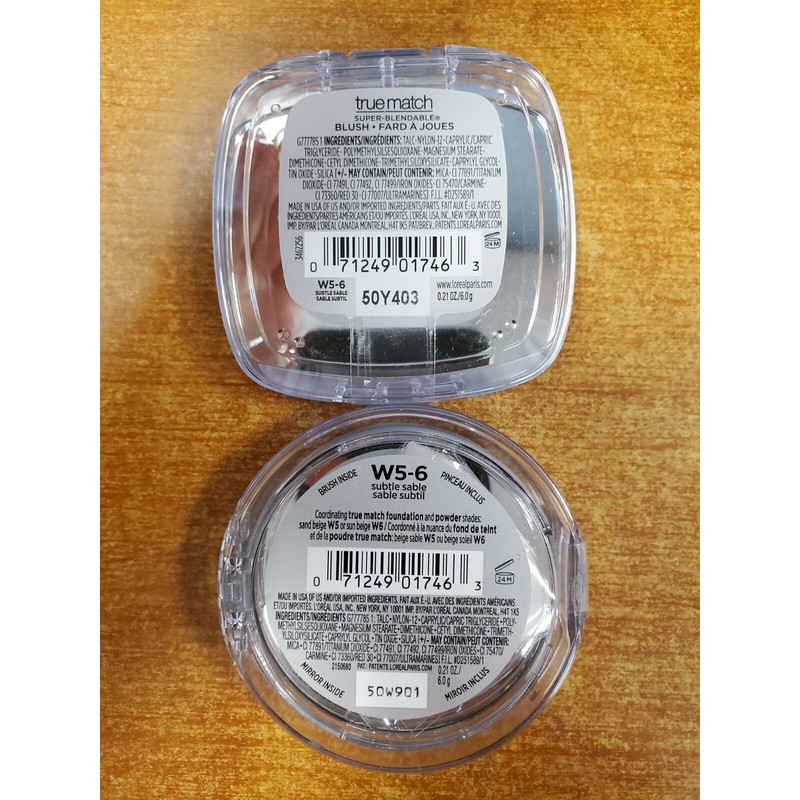 true match
SUPER-BLENDABLE®
BLUSH • FARD À JOUES
G777785 1 INGREDIENTS/INGRÉDIENTS: TALC•NYLON-12•CAPRYLIC/CAPRIC
TRIGLYCERIDE•POLYMETHYLSILSESQUIOXANE•MAGNESIUM STEARATE•
DIMETHICONE•CETYL DIMETHICONE•TRIMETHYLSILOXYSILICATE•CAPRYLYL GLYCOL•
TIN OXIDE•SILICA [+/- MAY CONTAIN/PEUT CONTENIR: MICA•CI 77891/TITANIUM
DIOXIDE•CI 77491, CI 77492, CI 77499/IRON OXIDES•CI 75470/CARMINE•
CI 73360/RED 30•CI 77007/ULTRAMARINES] F.I.L. #D251589/1
MADE IN USA OF US AND/OR IMPORTED INGREDIENTS/PARTS. FAIT AUX É.-U. AVEC DES
INGRÉDIENTS/PARTIES AMÉRICAINS ET/OU IMPORTÉS. L'ORÉAL USA, INC., NEW YORK, NY 10001.
IMP. BY/PAR L'ORÉAL CANADA MONTREAL, H4T 1K5 PAT/BREV.: PATENTS.LOREALPARIS.COM
3462256
24 M
0 71249 01746 3
W5-6
SUBTLE SABLE
SABLE SUBTIL
50Y403
www.lorealparis.com
0.21 OZ./6.0 g
BRUSH INSIDE
W5-6
PINCEAU INCLUS
subtle sable
sable subtil
Coordinating true match foundation and powder shades:
sand beige W5 or sun beige W6 / Coordonné à la nuance du fond de teint
et de la poudre true match: beige sable W5 ou beige soleil W6
0 71249 01746 3
24 M
MADE IN USA OF US AND/OR IMPORTED INGREDIENTS. FAIT AUX É.-U. AVEC DES INGRÉDIENTS AMÉRICAINS
ET/OU IMPORTÉS. L'ORÉAL USA, INC., NEW YORK, NY 10001 IMP. BY/PAR L'ORÉAL CANADA MONTREAL, H4T 1K5
INGREDIENTS/INGRÉDIENTS G777785 1: TALC•NYLON-12•CAPRYLIC/CAPRIC TRIGLYCERIDE•POLY-
METHYLSILSESQUIOXANE•MAGNESIUM STEARATE•DIMETHICONE•CETYL DIMETHICONE•TRIMETH-
YLSILOXYSILICATE•CAPRYLYL GLYCOL•TIN OXIDE•SILICA [+/- MAY CONTAIN/PEUT CONTENIR:
MICA•CI 77891/TITANIUM DIOXIDE•CI 77491, CI 77492, CI 77499/IRON OXIDES•CI 75470/
CARMINE•CI 73360/RED 30•CI 77007/ULTRAMARINES] F.I.L. #D251589/1
2150680 PAT.: PATENTS.LOREALPARIS.COM 0.21 OZ./
6.0 g
MIRROR INSIDE
50W901
MIROIR INCLUS